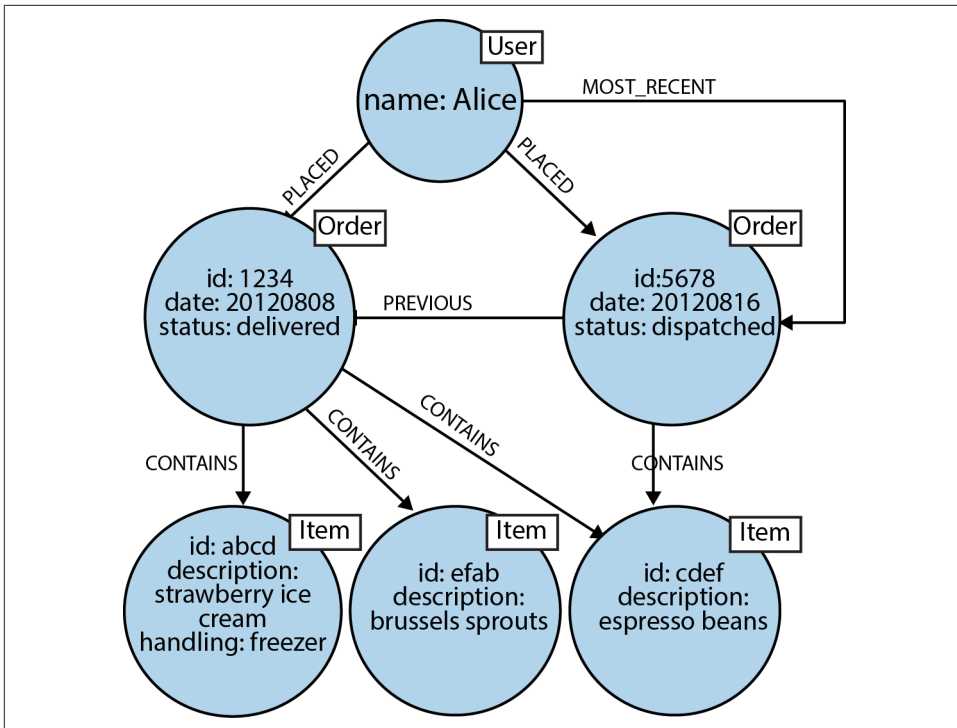 User
name: Alice
MOST_RECENT
PLACED
PLACED
Order
id: 1234
date: 20120808
status: delivered
PREVIOUS
Order
id:5678
date: 20120816
status: dispatched
CONTAINS
CONTAINS
CONTAINS
CONTAINS
Item
id: abcd
description:
strawberry ice
cream
handling: freezer
Item
id: efab
description:
brussels sprouts
Item
id: cdef
description:
espresso beans